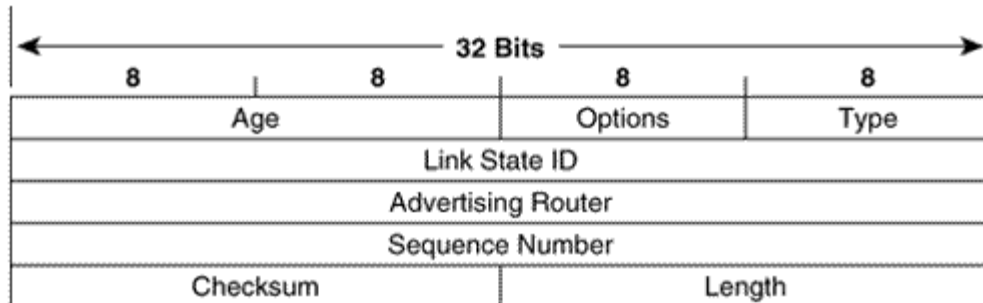 32 Bits
8 8 8 8
Age Options Type
Link State ID
Advertising Router
Sequence Number
Checksum Length